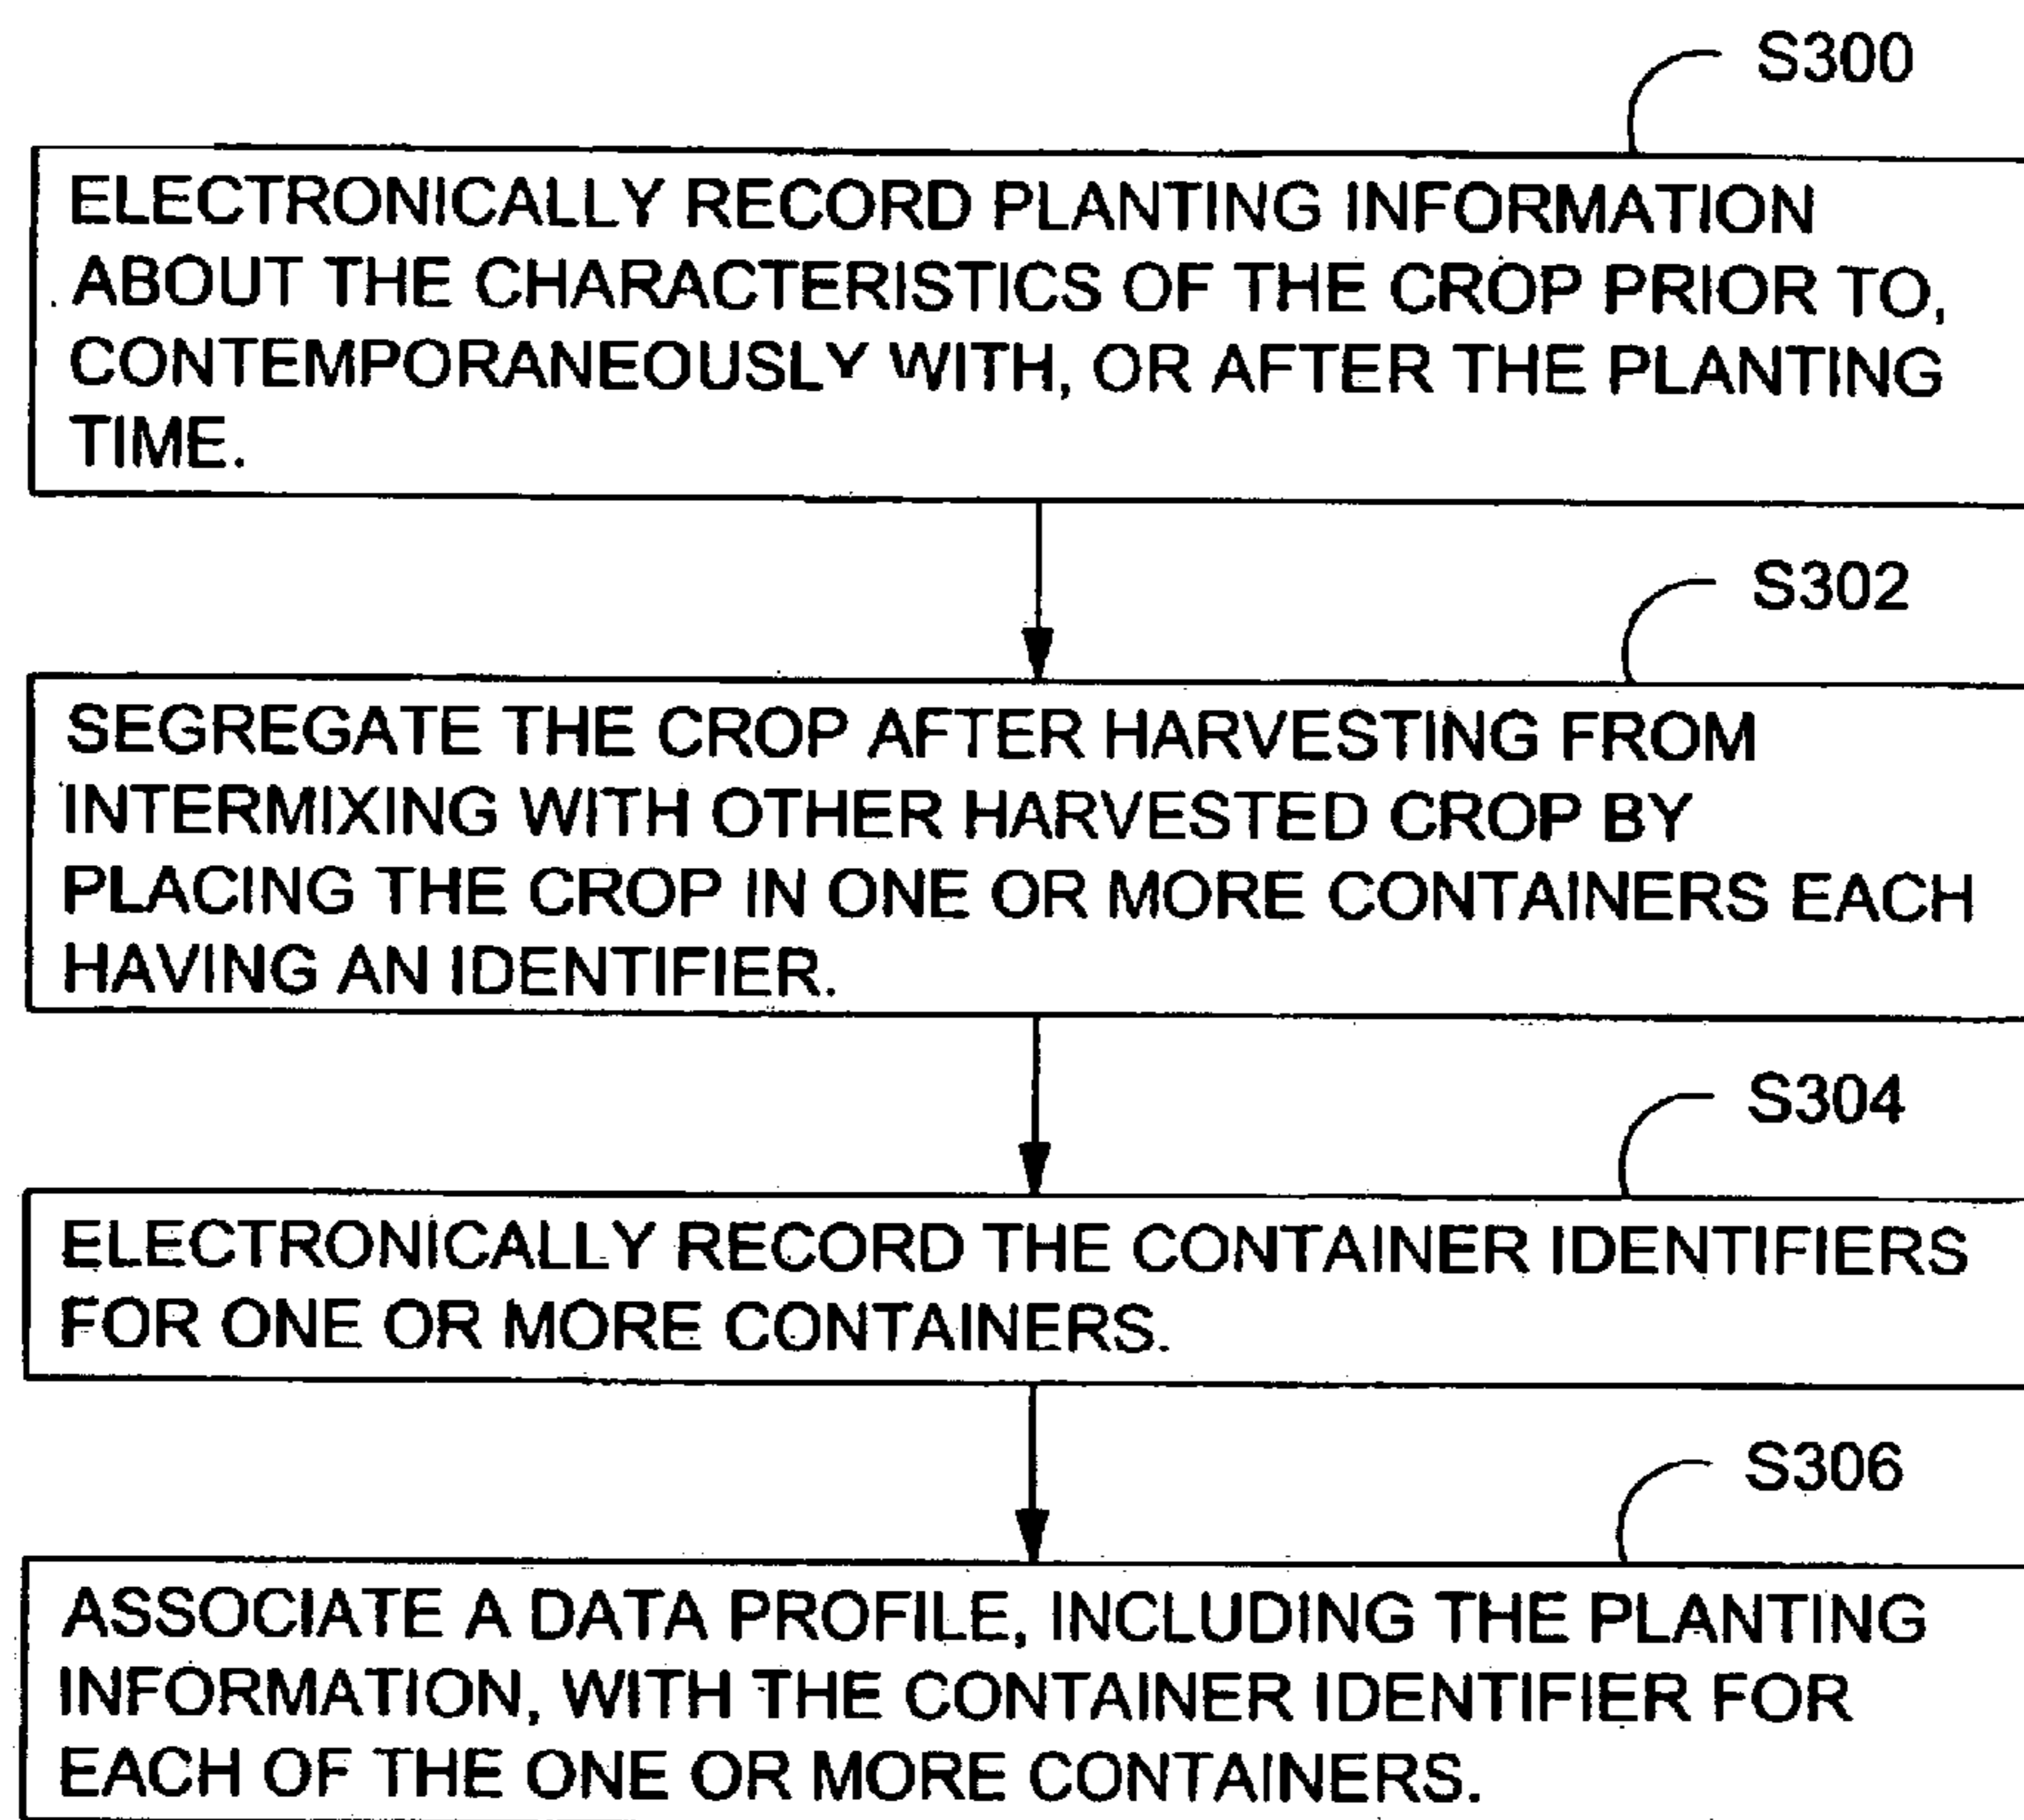 S300
ELECTRONICALLY RECORD PLANTING INFORMATION
ABOUT THE CHARACTERISTICS OF THE CROP PRIOR TO,
CONTEMPORANEOUSLY WITH, OR AFTER THE PLANTING
TIME.
S302
SEGREGATE THE CROP AFTER HARVESTING FROM
INTERMIXING WITH OTHER HARVESTED CROP BY
PLACING THE CROP IN ONE OR MORE CONTAINERS EACH
HAVING AN IDENTIFIER.
S304
ELECTRONICALLY RECORD THE CONTAINER IDENTIFIERS
FOR ONE OR MORE CONTAINERS.
S306
ASSOCIATE A DATA PROFILE, INCLUDING THE PLANTING
INFORMATION, WITH THE CONTAINER IDENTIFIER FOR
EACH OF THE ONE OR MORE CONTAINERS.